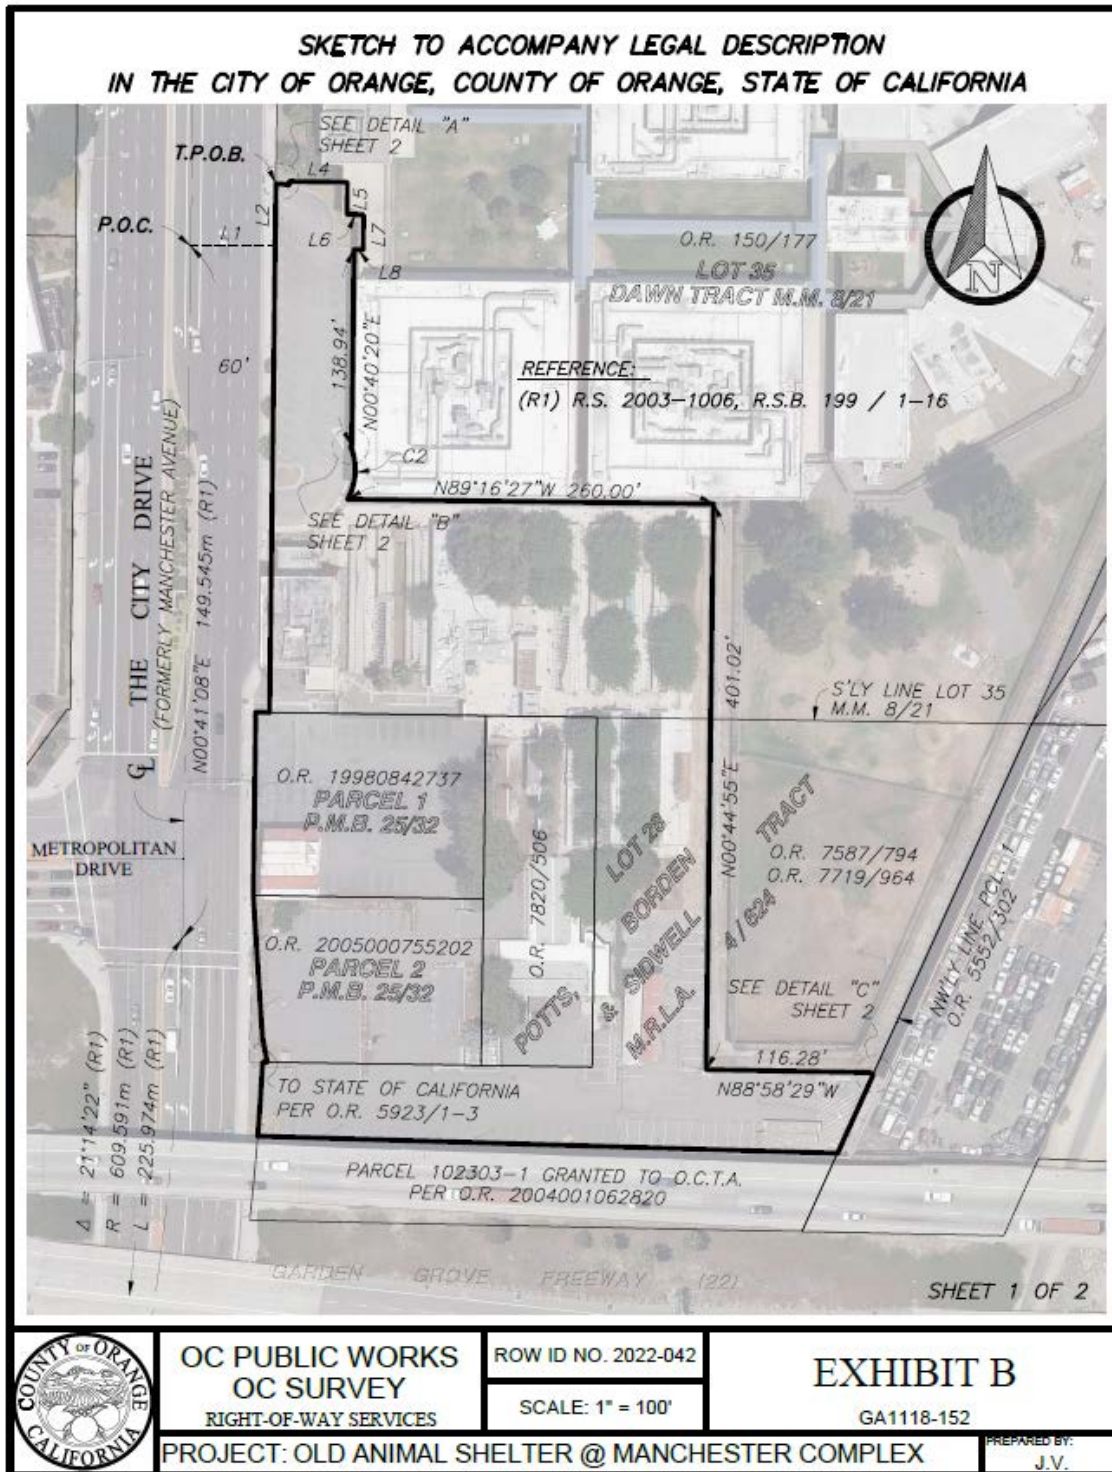 SKETCH TO ACCOMPANY LEGAL DESCRIPTION
IN THE CITY OF ORANGE, COUNTY OF ORANGE, STATE OF CALIFORNIA
SEE DETAIL "A"
SHEET 2
T.P.O.B.
L4
L2
L5
P.O.C.
L1
L6
L7
L8
O.R. 150/177
LOT 35
DAWN TRACT M.M. 8/21
N
60'
138.94'
N00°40'20"E
REFERENCE:
(R1) R.S. 2003-1006, R.S.B. 199 / 1-16
C2
N89°16'27"W 260.00'
SEE DETAIL "B"
SHEET 2
CL THE CITY DRIVE
(FORMERLY MANCHESTER AVENUE)
N00°41'08"E 149.545m (R1)
N00°44'55"E 401.02'
S'LY LINE LOT 35
M.M. 8/21
O.R. 19980842737
PARCEL 1
P.M.B. 25/32
METROPOLITAN
DRIVE
O.R. 7820/506
LOT 28
POTTS, BORDEN
& SIDWELL TRACT
M.R.L.A. 4/624
O.R. 7587/794
O.R. 7719/964
O.R. 2005000755202
PARCEL 2
P.M.B. 25/32
NW'LY LINE PCL. 1
O.R. 5552/302
SEE DETAIL "C"
SHEET 2
116.28'
N88°58'29"W
TO STATE OF CALIFORNIA
PER O.R. 5923/1-3
Δ = 21°14'22" (R1)
R = 609.591m (R1)
L = 225.974m (R1)
PARCEL 102303-1 GRANTED TO O.C.T.A.
PER O.R. 2004001062820
GARDEN GROVE FREEWAY (22)
SHEET 1 OF 2
COUNTY OF ORANGE
CALIFORNIA
OC PUBLIC WORKS
OC SURVEY
RIGHT-OF-WAY SERVICES
ROW ID NO. 2022-042
SCALE: 1" = 100'
EXHIBIT B
GA1118-152
PROJECT: OLD ANIMAL SHELTER @ MANCHESTER COMPLEX
PREPARED BY:
J.V.